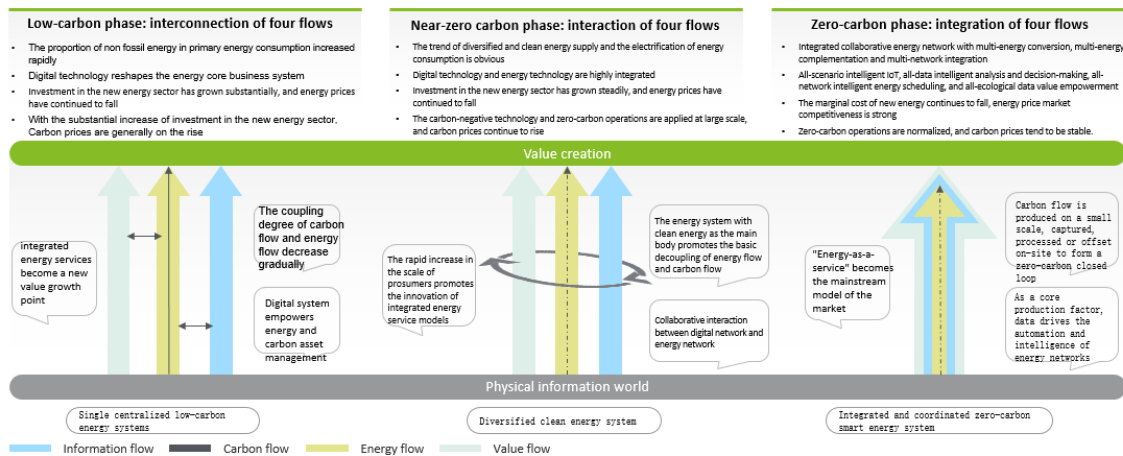 Low-carbon phase: interconnection of four flows
• The proportion of non fossil energy in primary energy consumption increased
rapidly
• Digital technology reshapes the energy core business system
• Investment in the new energy sector has grown substantially, and energy prices
have continued to fall
• With the substantial increase of investment in the new energy sector,
Carbon prices are generally on the rise
Near-zero carbon phase: interaction of four flows
• The trend of diversified and clean energy supply and the electrification of energy
consumption is obvious
• Digital technology and energy technology are highly integrated
• Investment in the new energy sector has grown steadily, and energy prices have
continued to fall
• The carbon-negative technology and zero-carbon operations are applied at large scale,
and carbon prices continue to rise
Zero-carbon phase: integration of four flows
• Integrated collaborative energy network with multi-energy conversion, multi-energy
complementation and multi-network integration
• All-scenario intelligent IoT, all-data intelligent analysis and decision-making, all-
network intelligent energy scheduling, and all-ecological data value empowerment
• The marginal cost of new energy continues to fall, energy price market
competitiveness is strong
• Zero-carbon operations are normalized, and carbon prices tend to be stable.
Value creation
integrated
energy services
become a new
value growth
point
The coupling
degree of carbon
flow and energy
flow decrease
gradually
Digital system
empowers
energy and
carbon asset
management
The rapid increase in
the scale of
prosumers promotes
the innovation of
integrated energy
service models
The energy system with
clean energy as the main
body promotes the basic
decoupling of energy
flow and carbon flow
Collaborative interaction
between digital network and
energy network
"Energy-as-a-
service" becomes
the mainstream
model of the
market
Carbon flow is
produced on a small
scale, captured,
processed or offset
on-site to form a
zero-carbon closed
loop
As a core
production factor,
data drives the
automation and
intelligence of
energy networks
Physical information world
Single centralized low-carbon
energy systems
Diversified clean energy system
Integrated and coordinated zero-carbon
smart energy system
Information flow
Carbon flow
Energy flow
Value flow